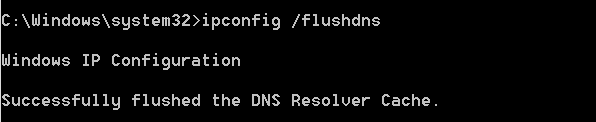 C:\Windows\system32>ipconfig /flushdns
Windows IP Configuration
Successfully flushed the DNS Resolver Cache.